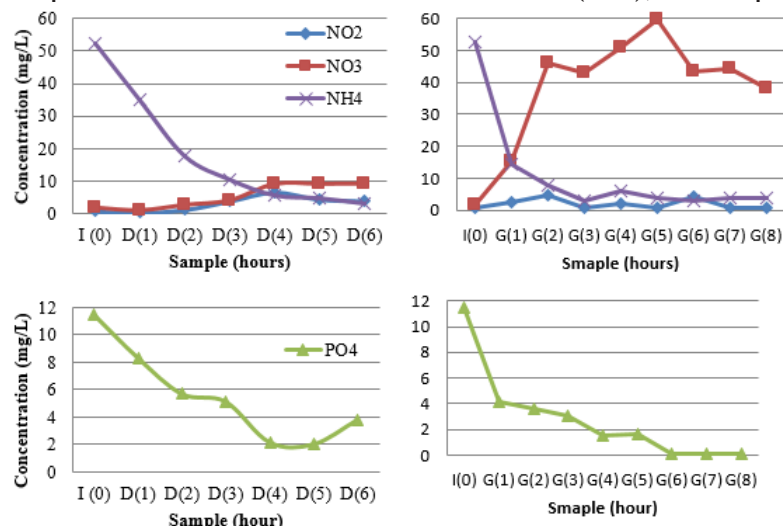 Concentration (mg/L)
60
50
40
30
20
10
0
NO2
NO3
NH4
I (0) D(1) D(2) D(3) D(4) D(5) D(6)
Sample (hours)
60
50
40
30
20
10
0
I(0) G(1) G(2) G(3) G(4) G(5) G(6) G(7) G(8)
Smaple (hours)
Concentration (mg/L)
12
10
8
6
4
2
0
PO4
I (0) D(1) D(2) D(3) D(4) D(5) D(6)
Sample (hour)
12
10
8
6
4
2
0
I(0) G(1) G(2) G(3) G(4) G(5) G(6) G(7) G(8)
Smaple (hour)